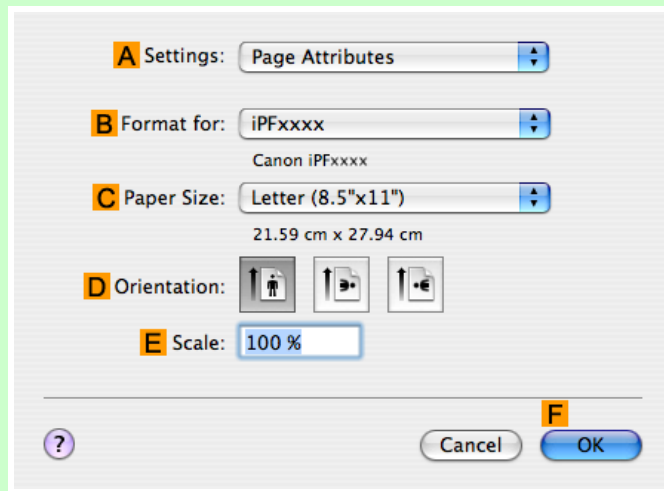 A Settings: Page Attributes
B Format for: iPFxxxx
Canon iPFxxxx
C Paper Size: Letter (8.5"x11")
21.59 cm x 27.94 cm
D Orientation:
E Scale: 100 %
F
? Cancel OK